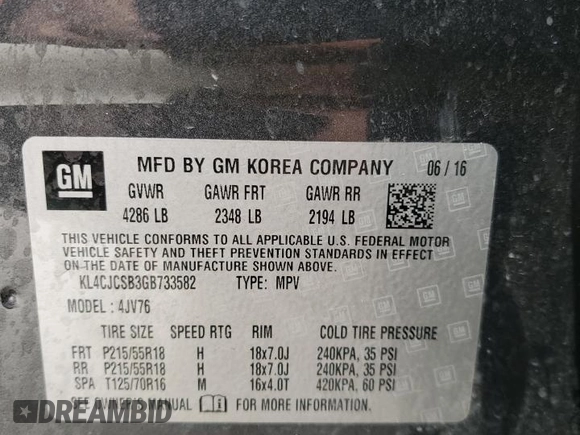 GM
MFD BY GM KOREA COMPANY 06 / 16
GVWR GAWR FRT GAWR RR
4286 LB 2348 LB 2194 LB
THIS VEHICLE CONFORMS TO ALL APPLICABLE U.S. FEDERAL MOTOR
VEHICLE SAFETY AND THEFT PREVENTION STANDARDS IN EFFECT
ON THE DATE OF MANUFACTURE SHOWN ABOVE.
KL4CJCSB3GB733582 TYPE: MPV
MODEL : 4JV76
TIRE SIZE SPEED RTG RIM COLD TIRE PRESSURE
FRT P215/55R18 H 18x7.0J 240KPA, 35 PSI
RR P215/55R18 H 18x7.0J 240KPA, 35 PSI
SPA T125/70R16 M 16x4.0T 420KPA, 60 PSI
SEE OWNER'S MANUAL FOR MORE INFORMATION.
DREAMBID